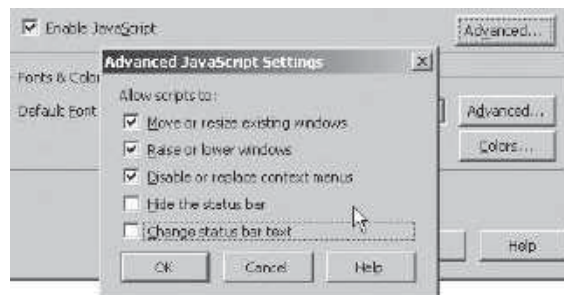 Enable JavaScript
Advanced...
Advanced JavaScript Settings
Fonts & Color
Allow scripts to:
Default Font
Move or resize existing windows
Advanced...
Raise or lower windows
Colors...
Disable or replace context menus
Hide the status bar
Change status bar text
OK
Cancel
Help
Help